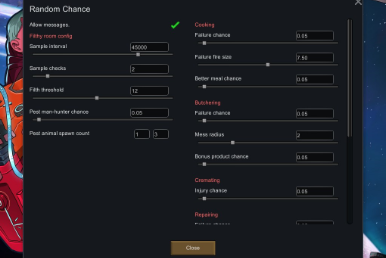 Random Chance
Allow messages.
Filthy room config
Sample interval
45000
Sample checks
2
Filth threshold
12
Pest man-hunter chance
0.05
Pest animal spawn count
1 3
Cooking
Failure chance
0.05
Failure fire size
7.50
Better meal chance
0.05
Butchering
Failure chance
0.05
Mess radius
2
Bonus product chance
0.05
Cremating
Injury chance
0.05
Repairing
Close